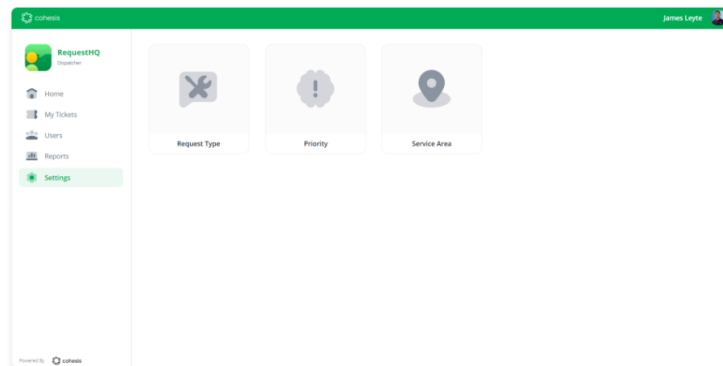 cohesis
James Leyte
RequestHQ
Dispatcher
Home
My Tickets
Users
Reports
Settings
Request Type
Priority
Service Area
Powered By
cohesis